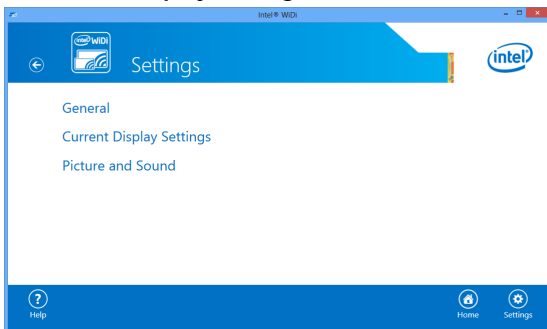 Intel® WiDi
intel WiDi
Settings
intel
General
Current Display Settings
Picture and Sound
Help
Home
Settings